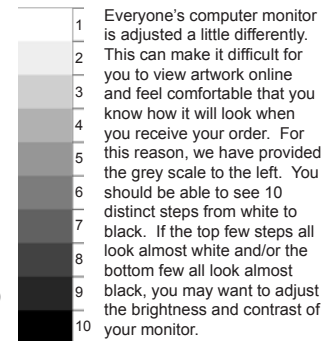 1
2
3
4
5
6
7
8
9
10
Everyone's computer monitor
is adjusted a little differently.
This can make it difficult for
you to view artwork online
and feel comfortable that you
know how it will look when
you receive your order.  For
this reason, we have provided
the grey scale to the left.  You
should be able to see 10
distinct steps from white to
black.  If the top few steps all
look almost white and/or the
bottom few all look almost
black, you may want to adjust
the brightness and contrast of
your monitor.